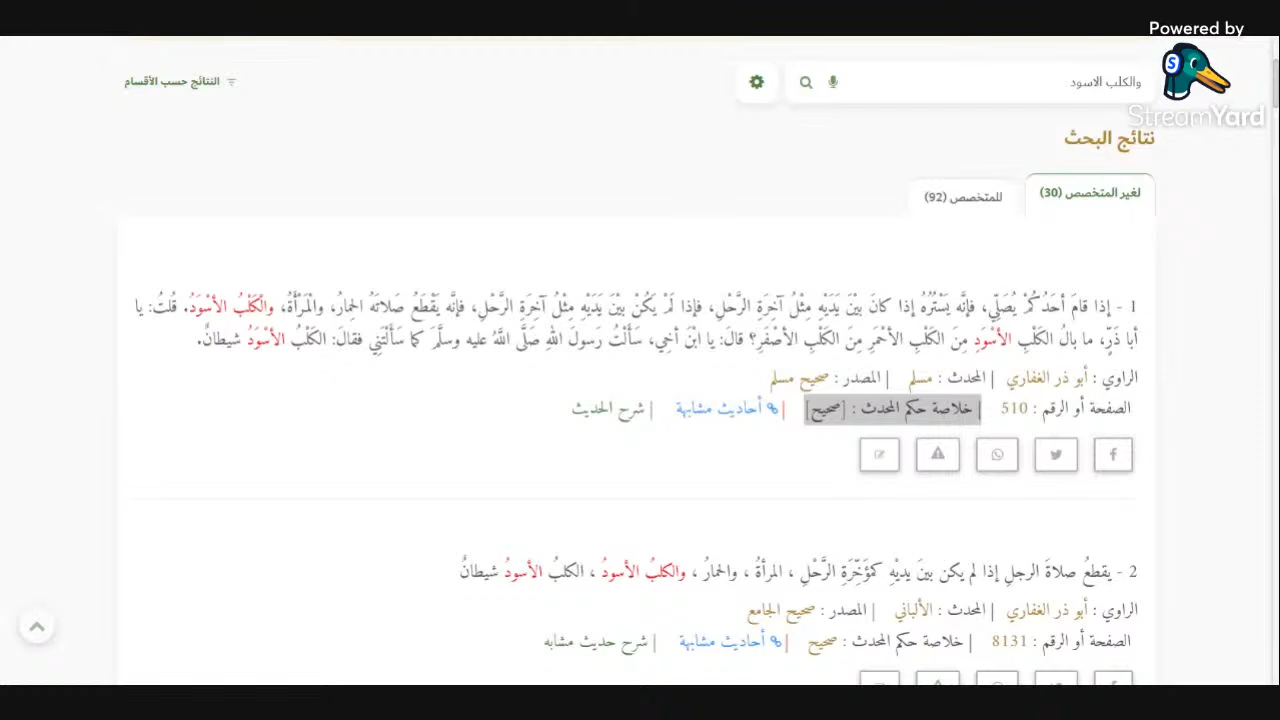 Powered by
StreamYard
والكلب الاسود
النتائج حسب الأقسام
نتائج البحث
لغير المتخصص (30)
للمتخصص (92)
1 - إذا قامَ أحَدُكُمْ يُصَلِّي، فإنَّه يَسْتُرُهُ إذا كانَ بيْنَ يَدَيْهِ مِثْلُ آخِرَةِ الرَّحْلِ، فإذا لَمْ يَكُنْ بيْنَ يَدَيْهِ مِثْلُ آخِرَةِ الرَّحْلِ، فإنَّه يَقْطَعُ صَلاتَهُ الحِمارُ، والْمَرْأَةُ، والْكَلْبُ الأسْوَدُ. قُلتُ: يا
أبا ذَرٍّ، ما بالُ الكَلْبِ الأسْوَدِ مِنَ الكَلْبِ الأحْمَرِ مِنَ الكَلْبِ الأصْفَرِ؟ قالَ: يا ابْنَ أخِي، سَأَلْتُ رَسولَ اللهِ صَلَّى اللَّهُ عليه وسلَّمَ كما سَأَلْتَنِي فقالَ: الكَلْبُ الأسْوَدُ شيطانٌ.
الراوي : أبو ذر الغفاري | المحدث : مسلم | المصدر : صحيح مسلم
الصفحة أو الرقم : 510 | خلاصة حكم المحدث : [صحيح] | أحاديث مشابهة | شرح الحديث
2 - يقطعُ صلاةَ الرجلِ إذا لم يكن بينَ يديْهِ كمؤَخِّرَةِ الرَّحْلِ ، المرأةُ ، والحمارُ ، والكلبُ الأسودُ ، الكلبُ الأسودُ شيطانٌ
الراوي : أبو ذر الغفاري | المحدث : الألباني | المصدر : صحيح الجامع
الصفحة أو الرقم : 8131 | خلاصة حكم المحدث : صحيح | أحاديث مشابهة | شرح حديث مشابه